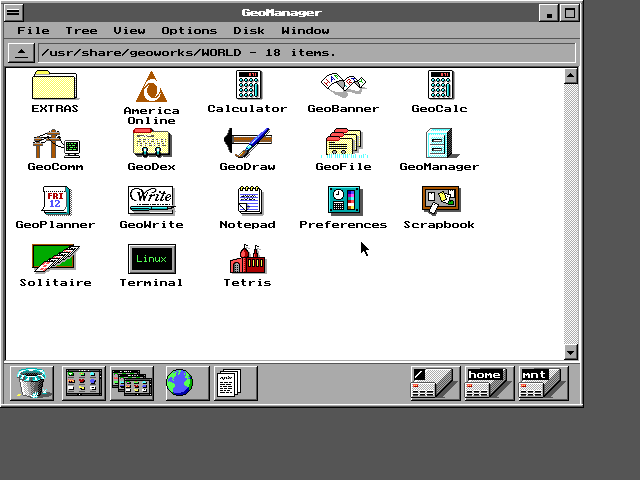 GeoManager
File Tree View Options Disk Window
/usr/share/geoworks/WORLD - 18 items.
EXTRAS
America
Online
Calculator
GeoBanner
GeoCalc
GeoComm
GeoDex
GeoDraw
GeoFile
GeoManager
FRI
12
GeoPlanner
Write
GeoWrite
Notepad
Preferences
Scrapbook
Solitaire
Linux
Terminal
Tetris
/
home
mnt